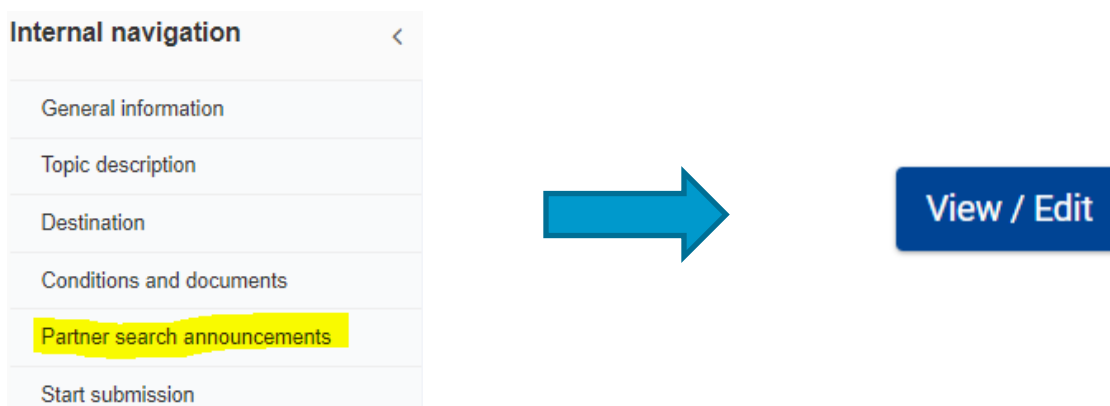 Internal navigation
General information
Topic description
Destination
Conditions and documents
Partner search announcements
Start submission
View / Edit